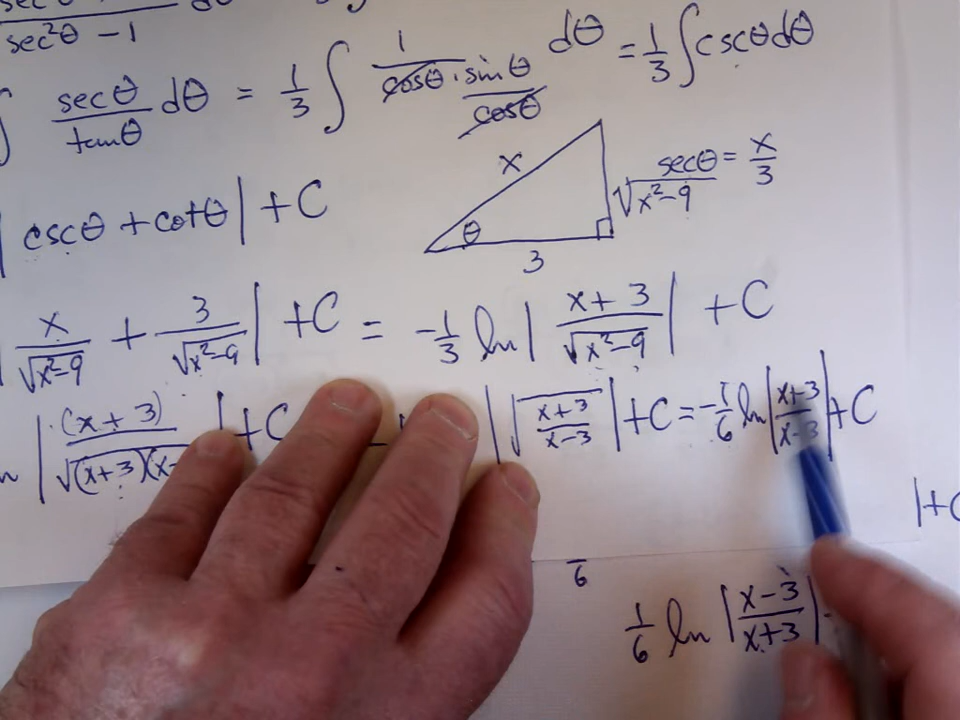 sec²θ − 1
secθ/tanθ dθ = 1/3 ∫ 1/(cosθ · sinθ/cosθ) dθ = 1/3 ∫ cscθ dθ
x
secθ = x/3
√(x²−9)
θ
3
| cscθ + cotθ | + C
x/√(x²−9) + 3/√(x²−9) | + C = −1/3 ln | (x+3)/√(x²−9) | + C
| (x+3)/√((x+3)(x− | + C | √((x+3)/(x−3)) | + C = −1/6 ln | (x+3)/(x−3) | + C
| + C
6
1/6 ln | (x−3)/(x+3) |